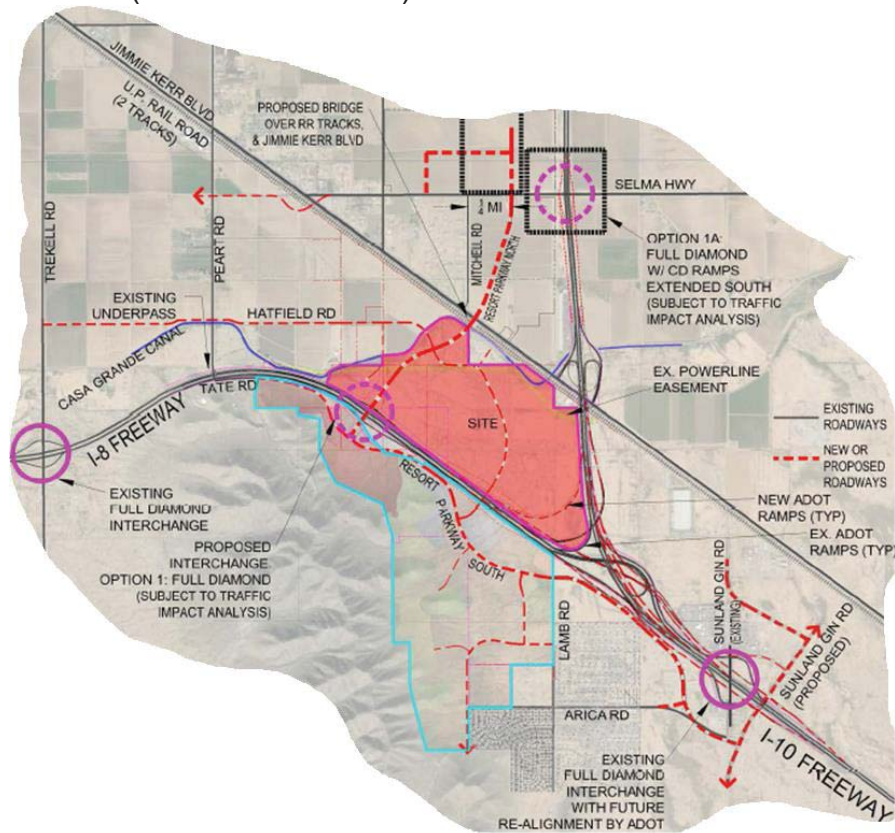 JIMMIE KERR BLVD
U.P. RAIL ROAD
(2 TRACKS)
PROPOSED BRIDGE
OVER RR TRACKS,
& JIMMIE KERR BLVD
TREKELL RD
PEART RD
SELMA HWY
MI
MITCHELL RD
RESORT PARKWAY NORTH
OPTION 1A:
FULL DIAMOND
W/ CD RAMPS
EXTENDED SOUTH
(SUBJECT TO TRAFFIC
IMPACT ANALYSIS)
EXISTING
UNDERPASS
HATFIELD RD
CASA GRANDE CANAL
TATE RD
I-8 FREEWAY
EX. POWERLINE
EASEMENT
SITE
EXISTING
ROADWAYS
NEW OR
PROPOSED
ROADWAYS
EXISTING
FULL DIAMOND
INTERCHANGE
RESORT
PARKWAY
SOUTH
NEW ADOT
RAMPS (TYP)
EX. ADOT
RAMPS (TYP)
PROPOSED
INTERCHANGE
OPTION 1: FULL DIAMOND
(SUBJECT TO TRAFFIC
IMPACT ANALYSIS)
LAMB RD
SUNLAND GIN RD
(EXISTING)
SUNLAND GIN RD
(PROPOSED)
ARICA RD
I-10 FREEWAY
EXISTING
FULL DIAMOND
INTERCHANGE
WITH FUTURE
RE-ALIGNMENT BY ADOT